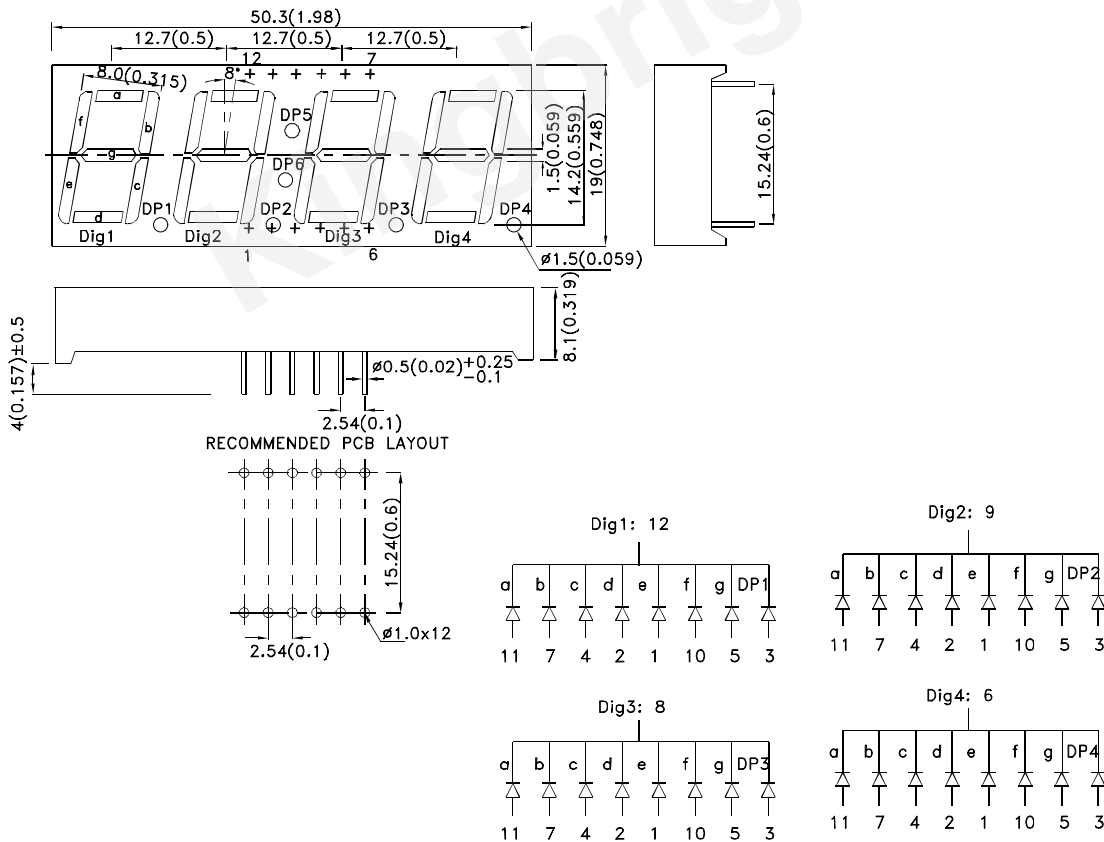 50.3(1.98)
12.7(0.5) 12.7(0.5) 12.7(0.5)
12 7
8.0(0.315) 8°
a
f b
g
e c
d
DP5
DP6
DP1 DP2 DP3 DP4
Dig1 Dig2 Dig3 Dig4
1 6
1.5(0.059)
14.2(0.559)
19(0.748)
ø1.5(0.059)
15.24(0.6)
Kingbrig
4(0.157)±0.5
8.1(0.319)
ø0.5(0.02)+0.25
-0.1
2.54(0.1)
RECOMMENDED PCB LAYOUT
15.24(0.6)
2.54(0.1)
ø1.0x12
Dig1: 12
a b c d e f g DP1
11 7 4 2 1 10 5 3
Dig2: 9
a b c d e f g DP2
11 7 4 2 1 10 5 3
Dig3: 8
a b c d e f g DP3
11 7 4 2 1 10 5 3
Dig4: 6
a b c d e f g DP4
11 7 4 2 1 10 5 3